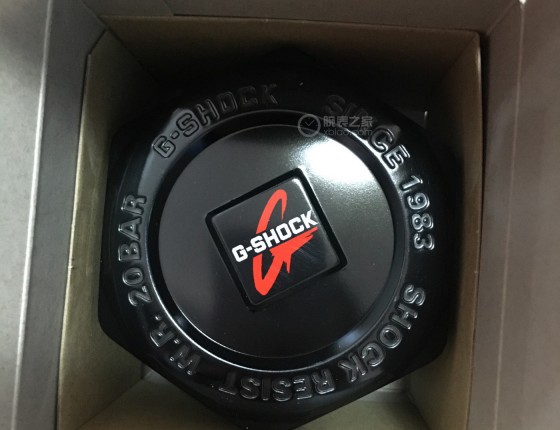 G-SHOCK
SINCE 1983
SHOCK RESIST
W.R. 20BAR
G-SHOCK
腕表之家
xbiao.com